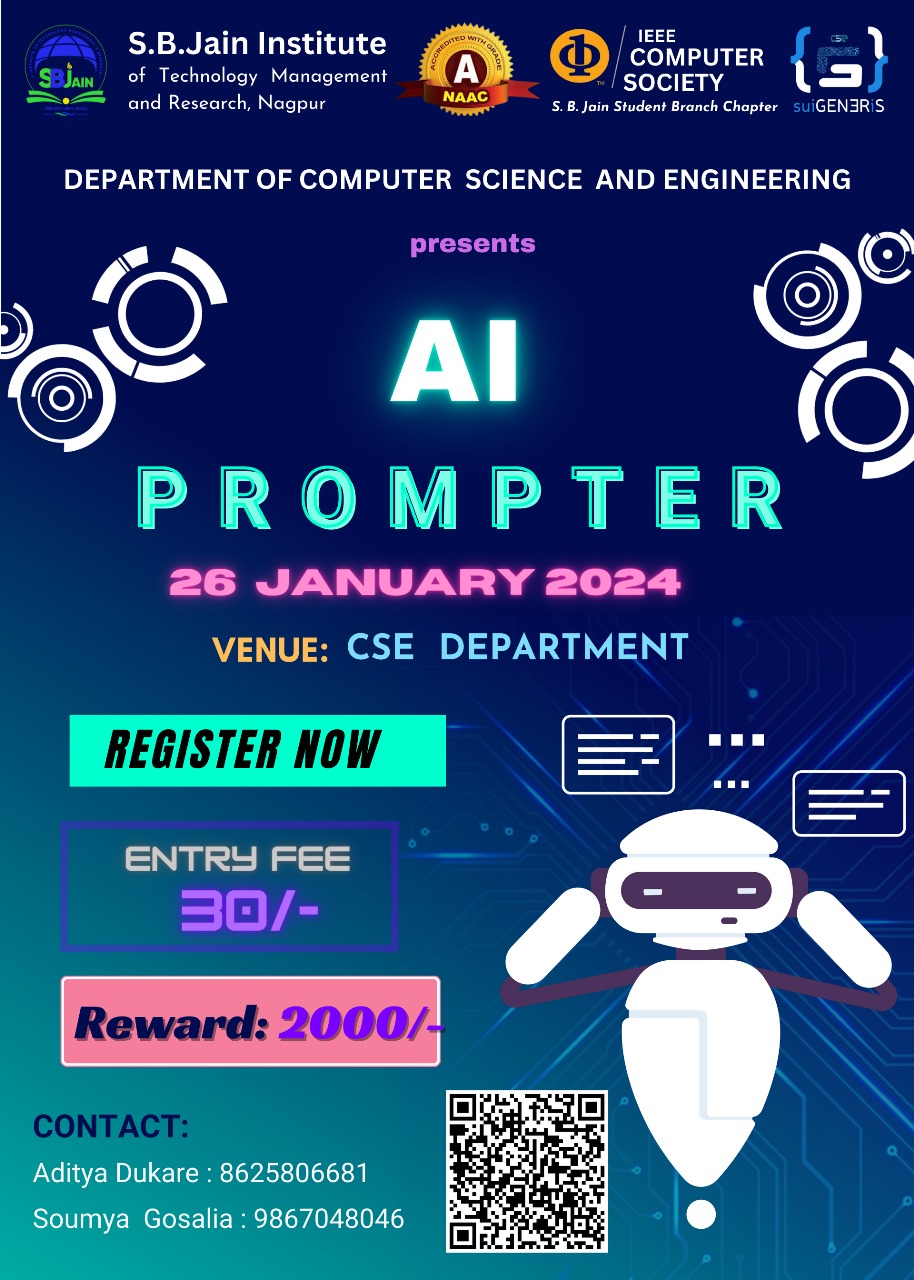 S.B.Jain Institute
of Technology Management
and Research, Nagpur
SBJAIN
ACCREDITED WITH GRADE
A
NAAC
IEEE
COMPUTER
SOCIETY
S. B. Jain Student Branch Chapter
CSE
suiGENERiS
DEPARTMENT OF COMPUTER SCIENCE AND ENGINEERING
presents
AI
PROMPTER
26 JANUARY 2024
VENUE: CSE DEPARTMENT
REGISTER NOW
ENTRY FEE
30/-
Reward: 2000/-
CONTACT:
Aditya Dukare : 8625806681
Soumya Gosalia : 9867048046